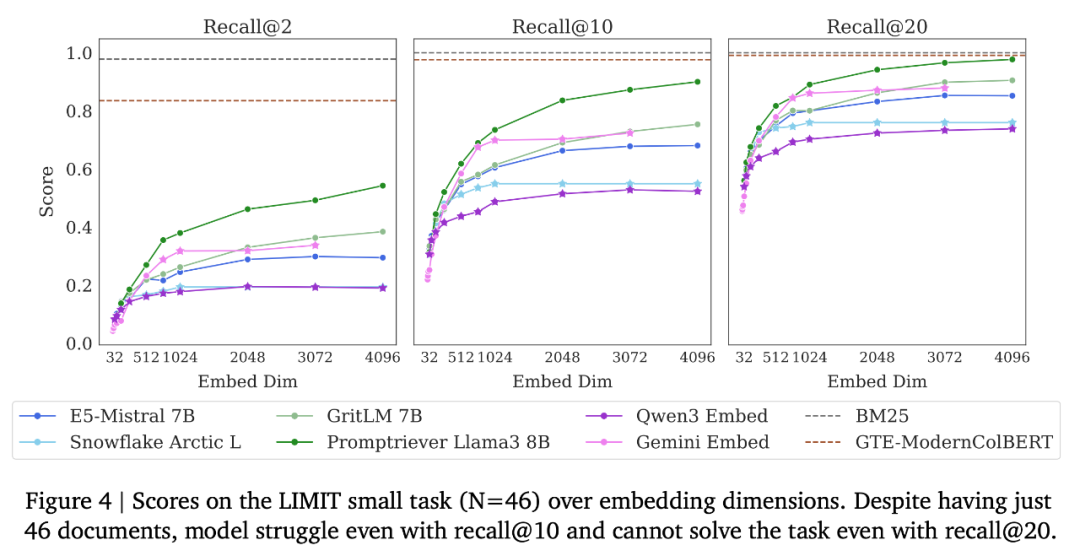 Recall@2 Recall@10 Recall@20
1.0
0.8
0.6
0.4
0.2
0.0
Score
32 512 1024 2048 3072 4096 32 512 1024 2048 3072 4096 32 512 1024 2048 3072 4096
Embed Dim Embed Dim Embed Dim
E5-Mistral 7B GritLM 7B Qwen3 Embed BM25
Snowflake Arctic L Promptriever Llama3 8B Gemini Embed GTE-ModernColBERT
Figure 4 | Scores on the LIMIT small task (N=46) over embedding dimensions. Despite having just
46 documents, model struggle even with recall@10 and cannot solve the task even with recall@20.